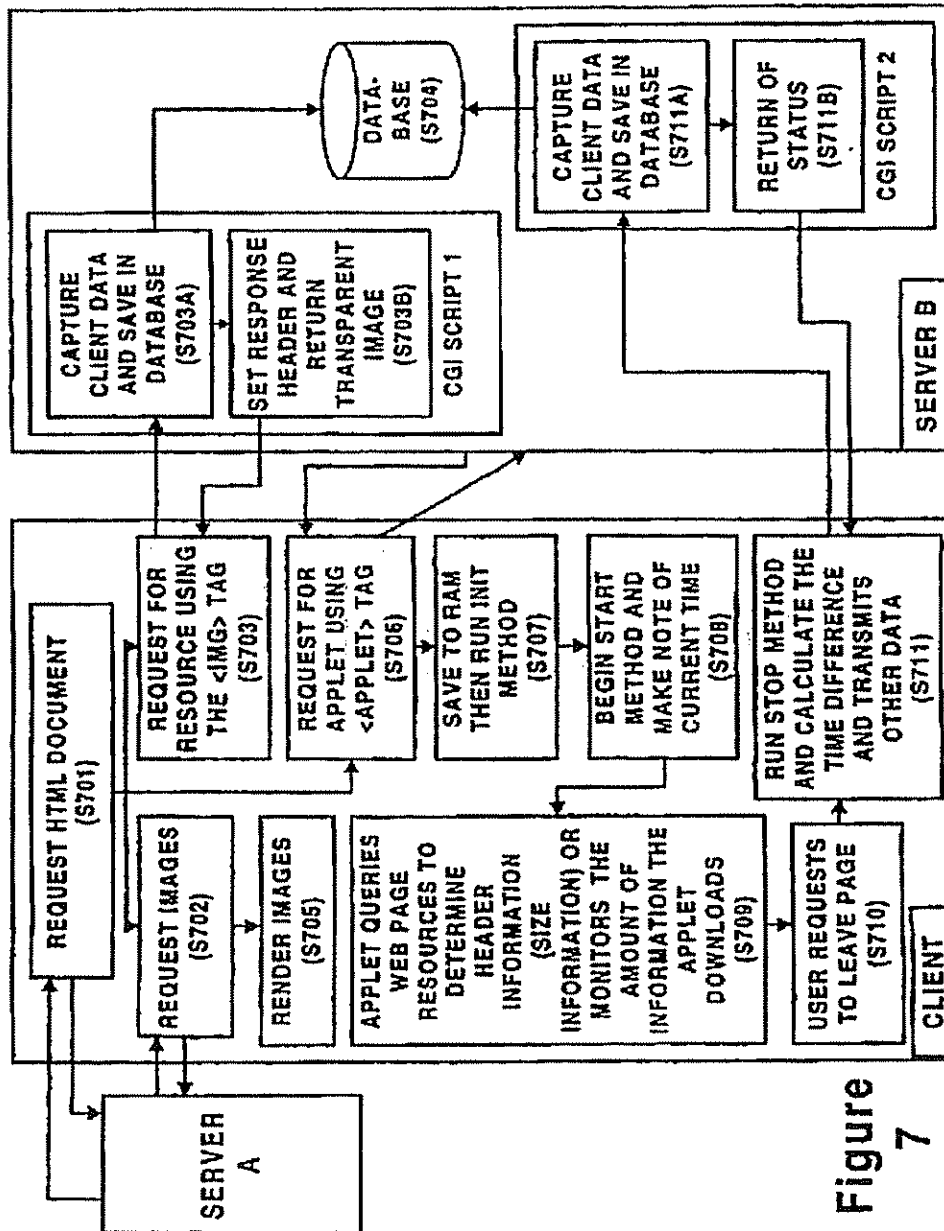 REQUEST HTML DOCUMENT
(S701)
REQUEST IMAGES
(S702)
RENDER IMAGES
(S705)
REQUEST FOR
RESOURCE USING
THE <IMG> TAG
(S703)
REQUEST FOR
APPLET USING
<APPLET> TAG
(S706)
SAVE TO RAM
THEN RUN INIT
METHOD
(S707)
BEGIN START
METHOD AND
MAKE NOTE OF
CURRENT TIME
(S708)
APPLET QUERIES
WEB PAGE
RESOURCES TO
DETERMINE
HEADER
INFORMATION
(SIZE
INFORMATION) OR
MONITORS THE
AMOUNT OF
INFORMATION THE
APPLET
DOWNLOADS
(S709)
USER REQUESTS
TO LEAVE PAGE
(S710)
RUN STOP METHOD
AND CALCULATE THE
TIME DIFFERENCE
AND TRANSMITS
OTHER DATA
(S711)
CLIENT
SERVER
A
CAPTURE
CLIENT DATA
AND SAVE IN
DATABASE
(S703A)
SET RESPONSE
HEADER AND
RETURN
TRANSPARENT
IMAGE
(S703B)
CGI SCRIPT 1
DATA-
BASE
(S704)
CAPTURE
CLIENT DATA
AND SAVE IN
DATABASE
(S711A)
RETURN OF
STATUS
(S711B)
CGI SCRIPT 2
SERVER B
Figure
7